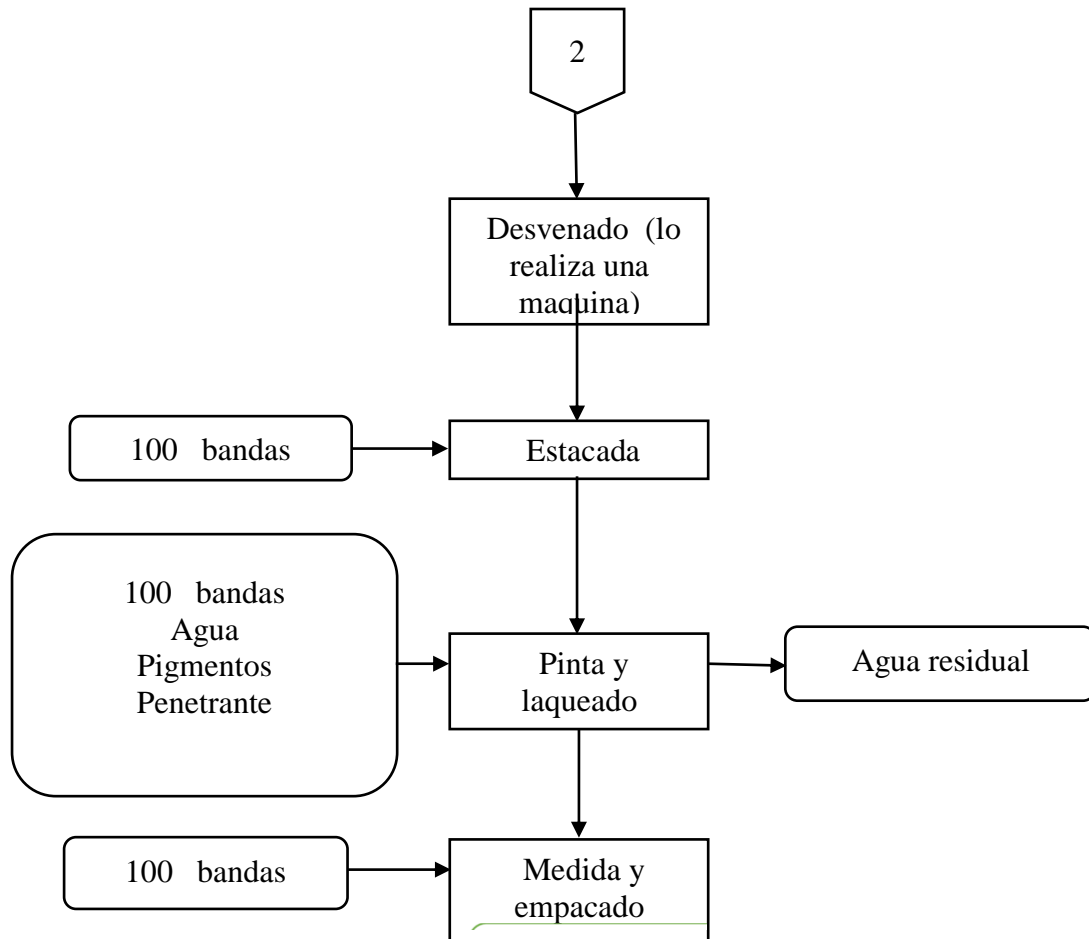 2
Desvenado (lo
realiza una
maquina)
100 bandas
Estacada
100 bandas
Agua
Pigmentos
Penetrante
Pinta y
laqueado
Agua residual
100 bandas
Medida y
empacado